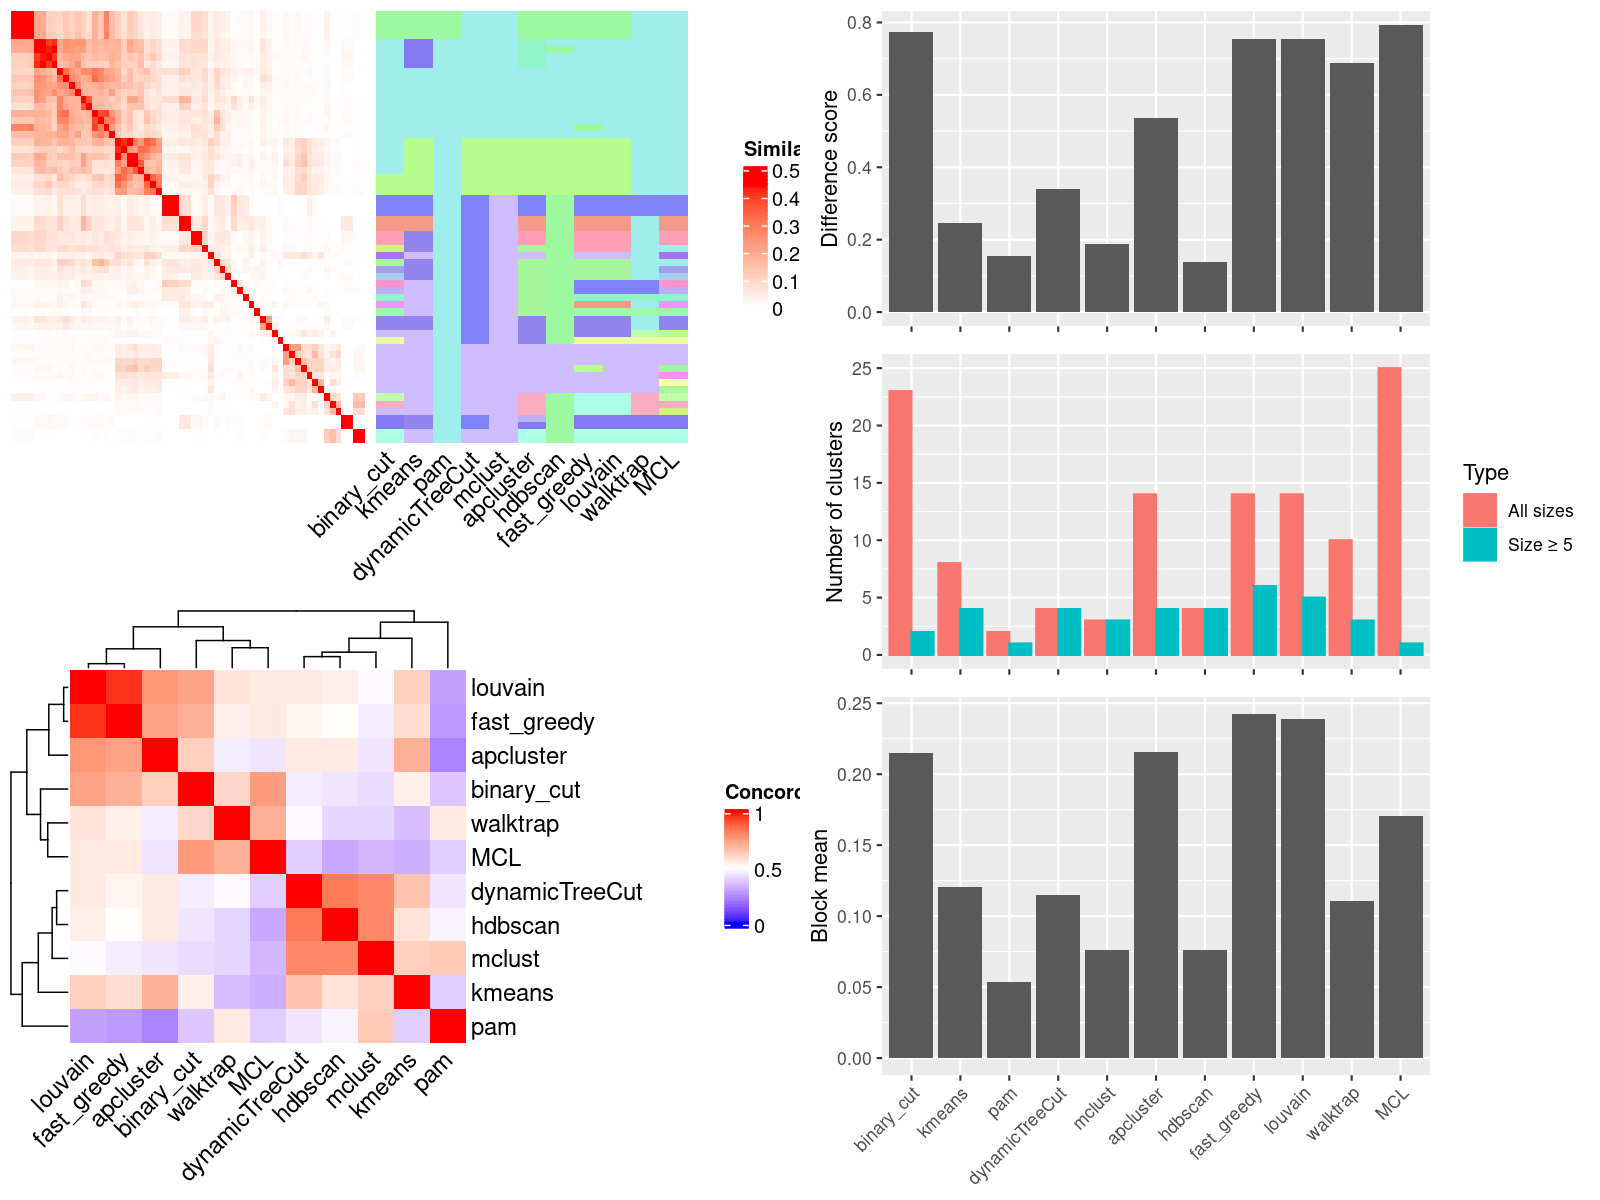 Simila
0.5
0.4
0.3
0.2
0.1
0
binary_cut
kmeans
pam
dynamicTreeCut
mclust
apcluster
hdbscan
fast_greedy
louvain
walktrap
MCL
louvain
fast_greedy
apcluster
binary_cut
walktrap
MCL
dynamicTreeCut
hdbscan
mclust
kmeans
pam
louvain
fast_greedy
apcluster
binary_cut
walktrap
MCL
dynamicTreeCut
hdbscan
mclust
kmeans
pam
Concord
1
0.5
0
Difference score
0.8
0.6
0.4
0.2
0.0
Number of clusters
25
20
15
10
5
0
Type
All sizes
Size ≥ 5
Block mean
0.25
0.20
0.15
0.10
0.05
0.00
binary_cut
kmeans
pam
dynamicTreeCut
mclust
apcluster
hdbscan
fast_greedy
louvain
walktrap
MCL